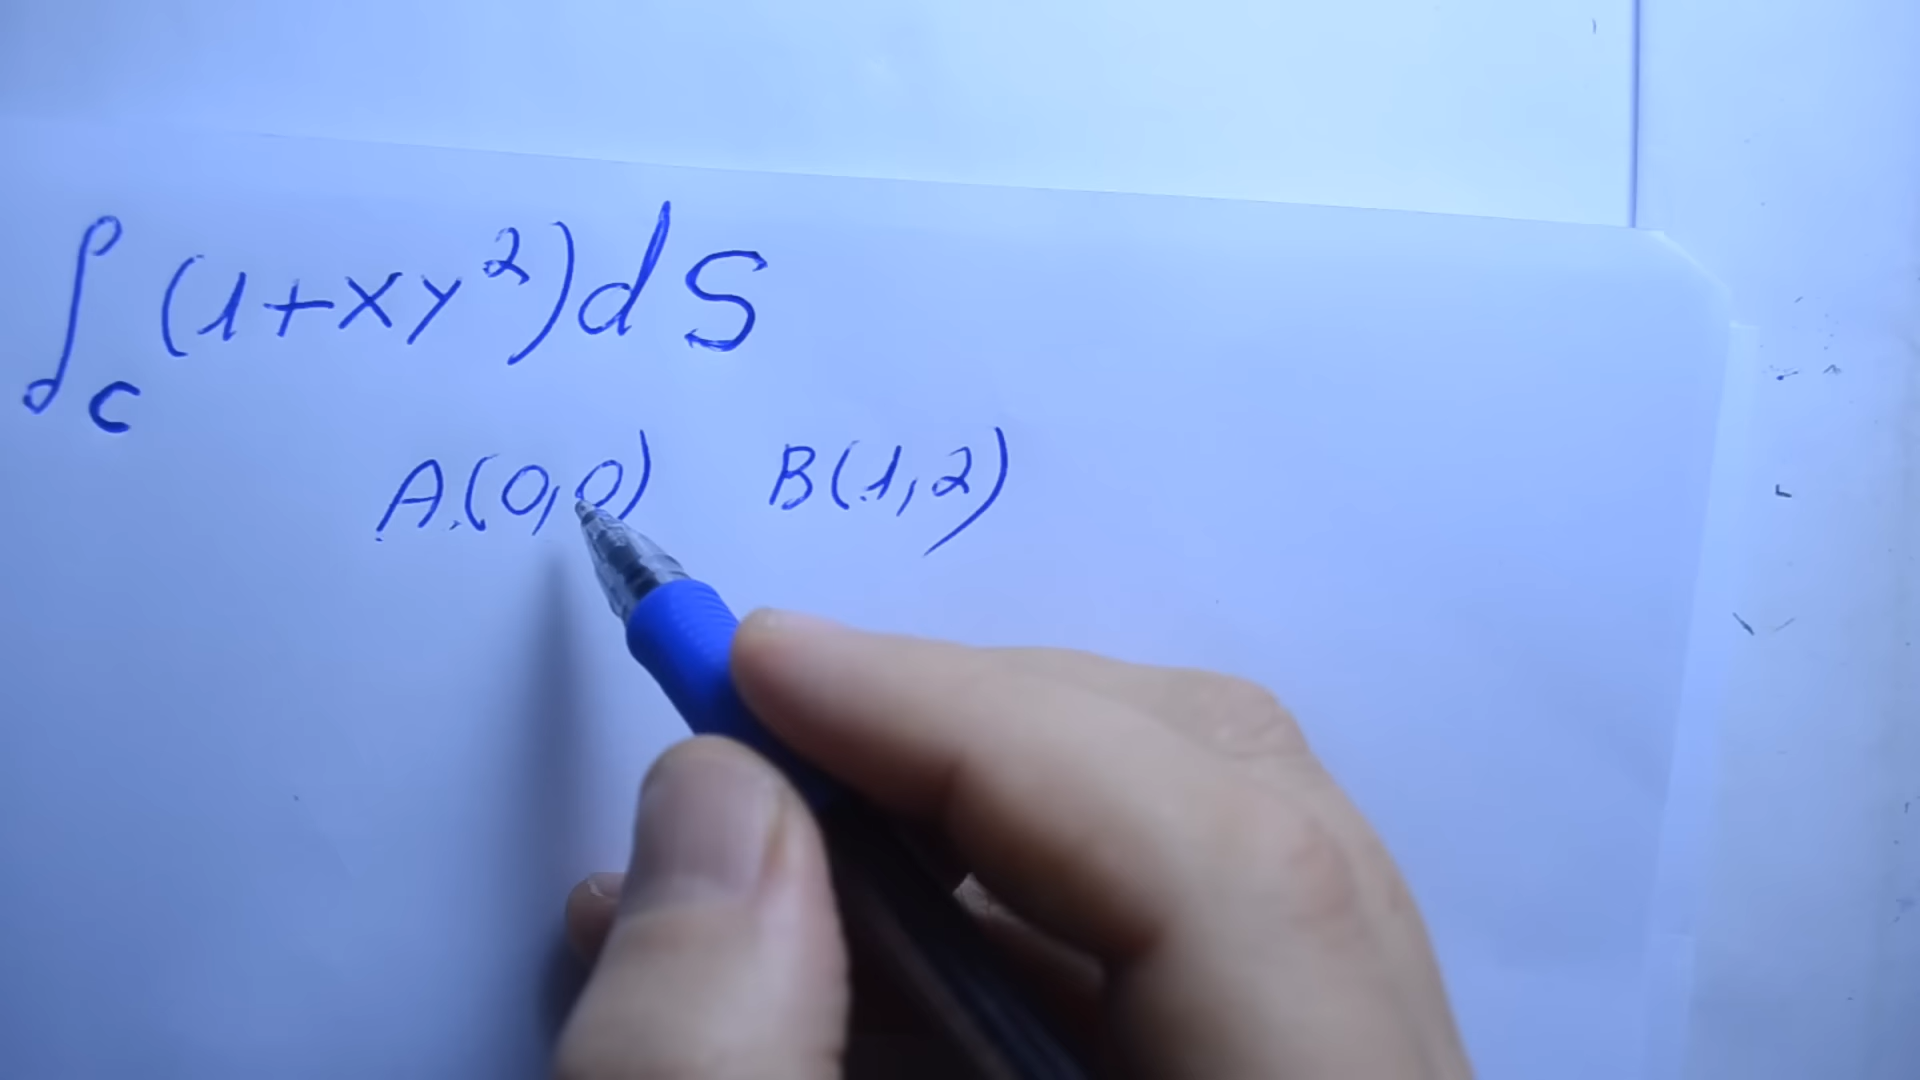 ∫_C (1+xy²)dS
A(0,0) B(1,2)